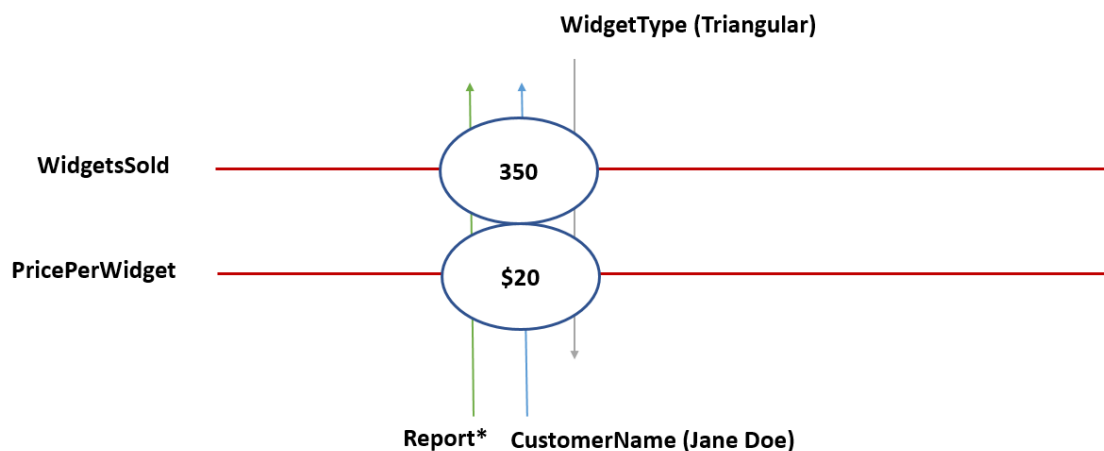 WidgetType (Triangular)
WidgetsSold
350
PricePerWidget
$20
Report*
CustomerName (Jane Doe)